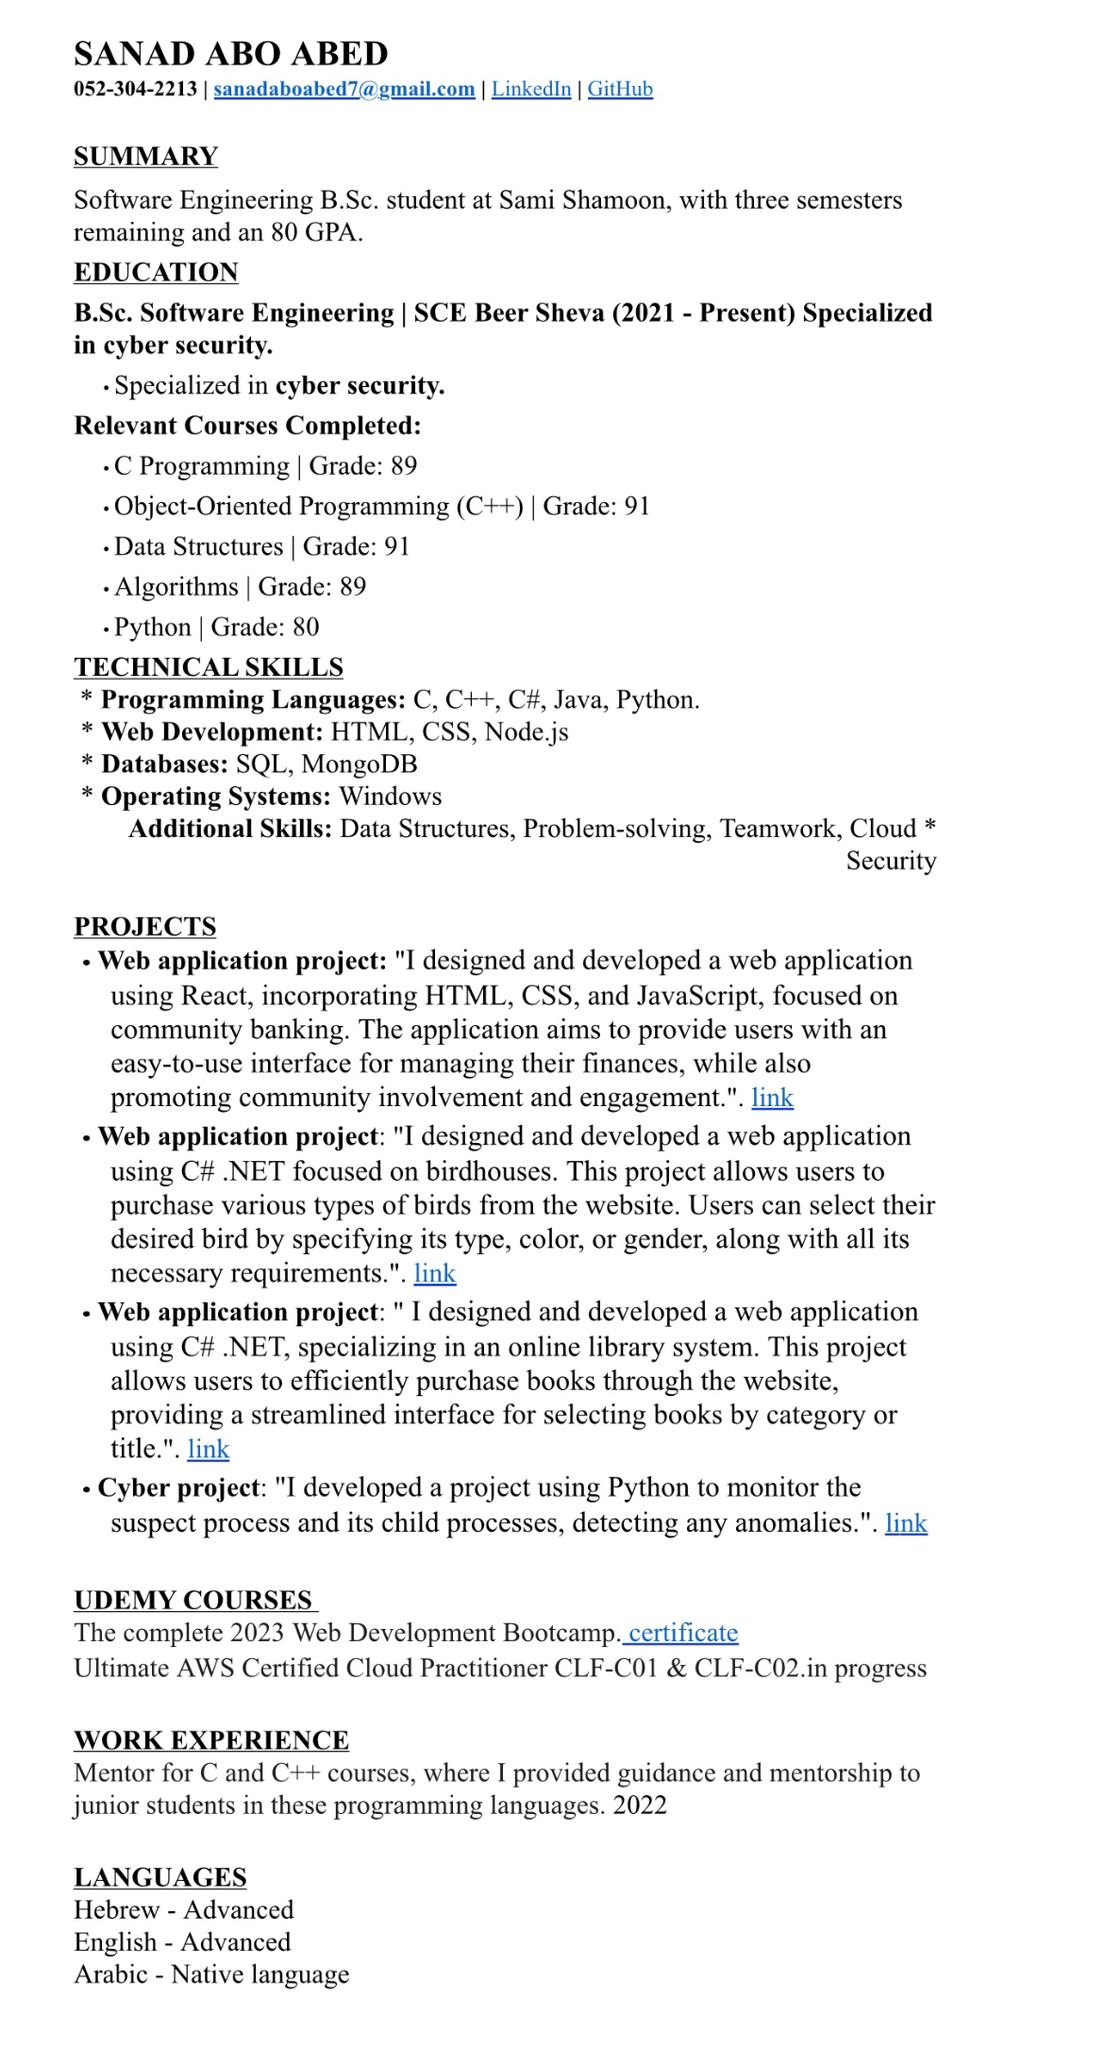 SANAD ABO ABED
052-304-2213 | sanadaboabed7@gmail.com | LinkedIn | GitHub
SUMMARY
Software Engineering B.Sc. student at Sami Shamoon, with three semesters
remaining and an 80 GPA.
EDUCATION
B.Sc. Software Engineering | SCE Beer Sheva (2021 - Present) Specialized
in cyber security.
• Specialized in cyber security.
Relevant Courses Completed:
• C Programming | Grade: 89
• Object-Oriented Programming (C++) | Grade: 91
• Data Structures | Grade: 91
• Algorithms | Grade: 89
• Python | Grade: 80
TECHNICAL SKILLS
* Programming Languages: C, C++, C#, Java, Python.
* Web Development: HTML, CSS, Node.js
* Databases: SQL, MongoDB
* Operating Systems: Windows
Additional Skills: Data Structures, Problem-solving, Teamwork, Cloud *
Security
PROJECTS
• Web application project: "I designed and developed a web application
using React, incorporating HTML, CSS, and JavaScript, focused on
community banking. The application aims to provide users with an
easy-to-use interface for managing their finances, while also
promoting community involvement and engagement.". link
• Web application project: "I designed and developed a web application
using C# .NET focused on birdhouses. This project allows users to
purchase various types of birds from the website. Users can select their
desired bird by specifying its type, color, or gender, along with all its
necessary requirements.". link
• Web application project: " I designed and developed a web application
using C# .NET, specializing in an online library system. This project
allows users to efficiently purchase books through the website,
providing a streamlined interface for selecting books by category or
title.". link
• Cyber project: "I developed a project using Python to monitor the
suspect process and its child processes, detecting any anomalies.". link
UDEMY COURSES
The complete 2023 Web Development Bootcamp. certificate
Ultimate AWS Certified Cloud Practitioner CLF-C01 & CLF-C02.in progress
WORK EXPERIENCE
Mentor for C and C++ courses, where I provided guidance and mentorship to
junior students in these programming languages. 2022
LANGUAGES
Hebrew - Advanced
English - Advanced
Arabic - Native language